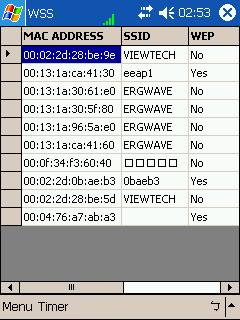 WSS 02:53
MAC ADDRESS SSID WEP
00:02:2d:28:be:9e VIEWTECH No
00:13:1a:ca:41:30 eeap1 Yes
00:13:1a:30:61:e0 ERGWAVE No
00:13:1a:30:5f:80 ERGWAVE No
00:13:1a:96:5a:e0 ERGWAVE No
00:13:1a:ca:41:60 ERGWAVE No
00:0f:34:f3:60:40 □□□□□ No
00:02:2d:0b:ae:b3 0baeb3 Yes
00:02:2d:28:be:5d VIEWTECH No
00:04:76:a7:ab:a3 Yes
Menu Timer